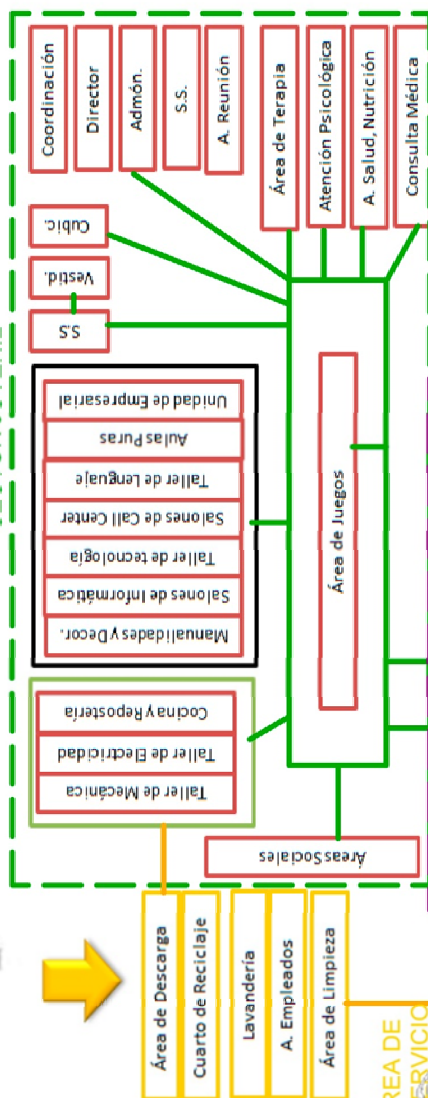 Coordinación
Director
Admón.
S.S.
A. Reunión
Área de Terapia
Atención Psicológica
A. Salud, Nutrición
Consulta Médica
Cubic.
Vestid.
S.S
Unidad de Empresarial
Aulas Puras
Taller de Lenguaje
Salones de Call Center
Taller de tecnología
Salones de Informática
Manualidades y Decor.
Cocina y Repostería
Taller de Electricidad
Taller de Mecánica
Área de Juegos
Áreas Sociales
Área de Descarga
Cuarto de Reciclaje
Lavandería
A. Empleados
Área de Limpieza